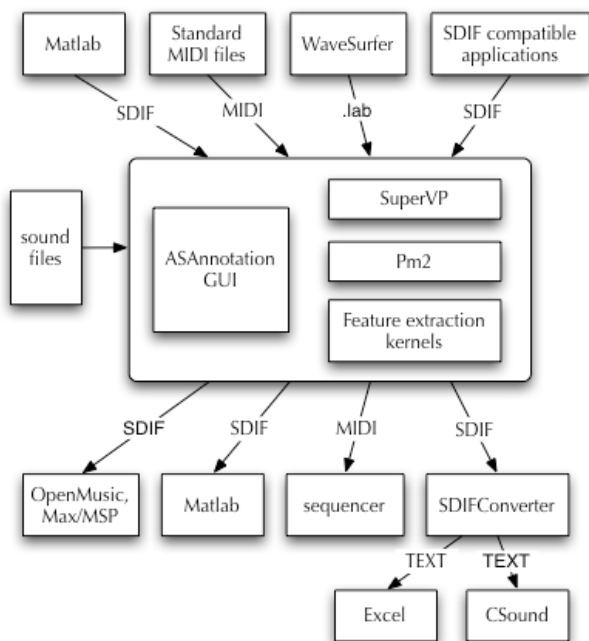 Matlab
Standard
MIDI files
WaveSurfer
SDIF compatible
applications
SDIF
MIDI
.lab
SDIF
sound
files
ASAnnotation
GUI
SuperVP
Pm2
Feature extraction
kernels
SDIF
SDIF
MIDI
SDIF
OpenMusic,
Max/MSP
Matlab
sequencer
SDIFConverter
TEXT
TEXT
Excel
CSound